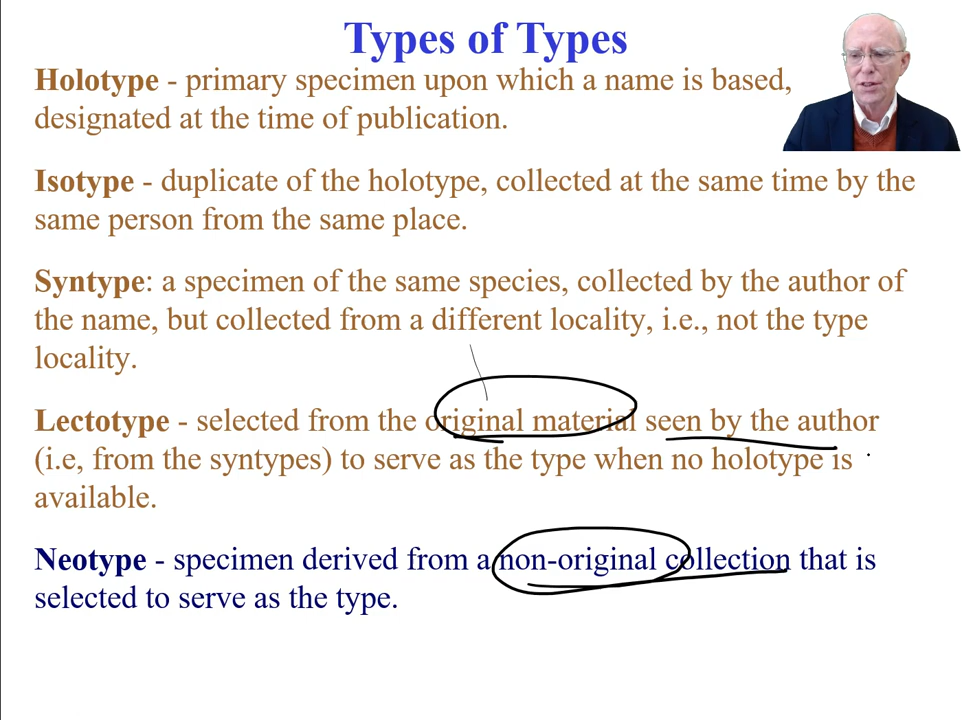 Types of Types
Holotype - primary specimen upon which a name is based,
designated at the time of publication.
Isotype - duplicate of the holotype, collected at the same time by the
same person from the same place.
Syntype: a specimen of the same species, collected by the author of
the name, but collected from a different locality, i.e., not the type
locality.
Lectotype - selected from the original material seen by the author
(i.e, from the syntypes) to serve as the type when no holotype is
available.
Neotype - specimen derived from a non-original collection that is
selected to serve as the type.